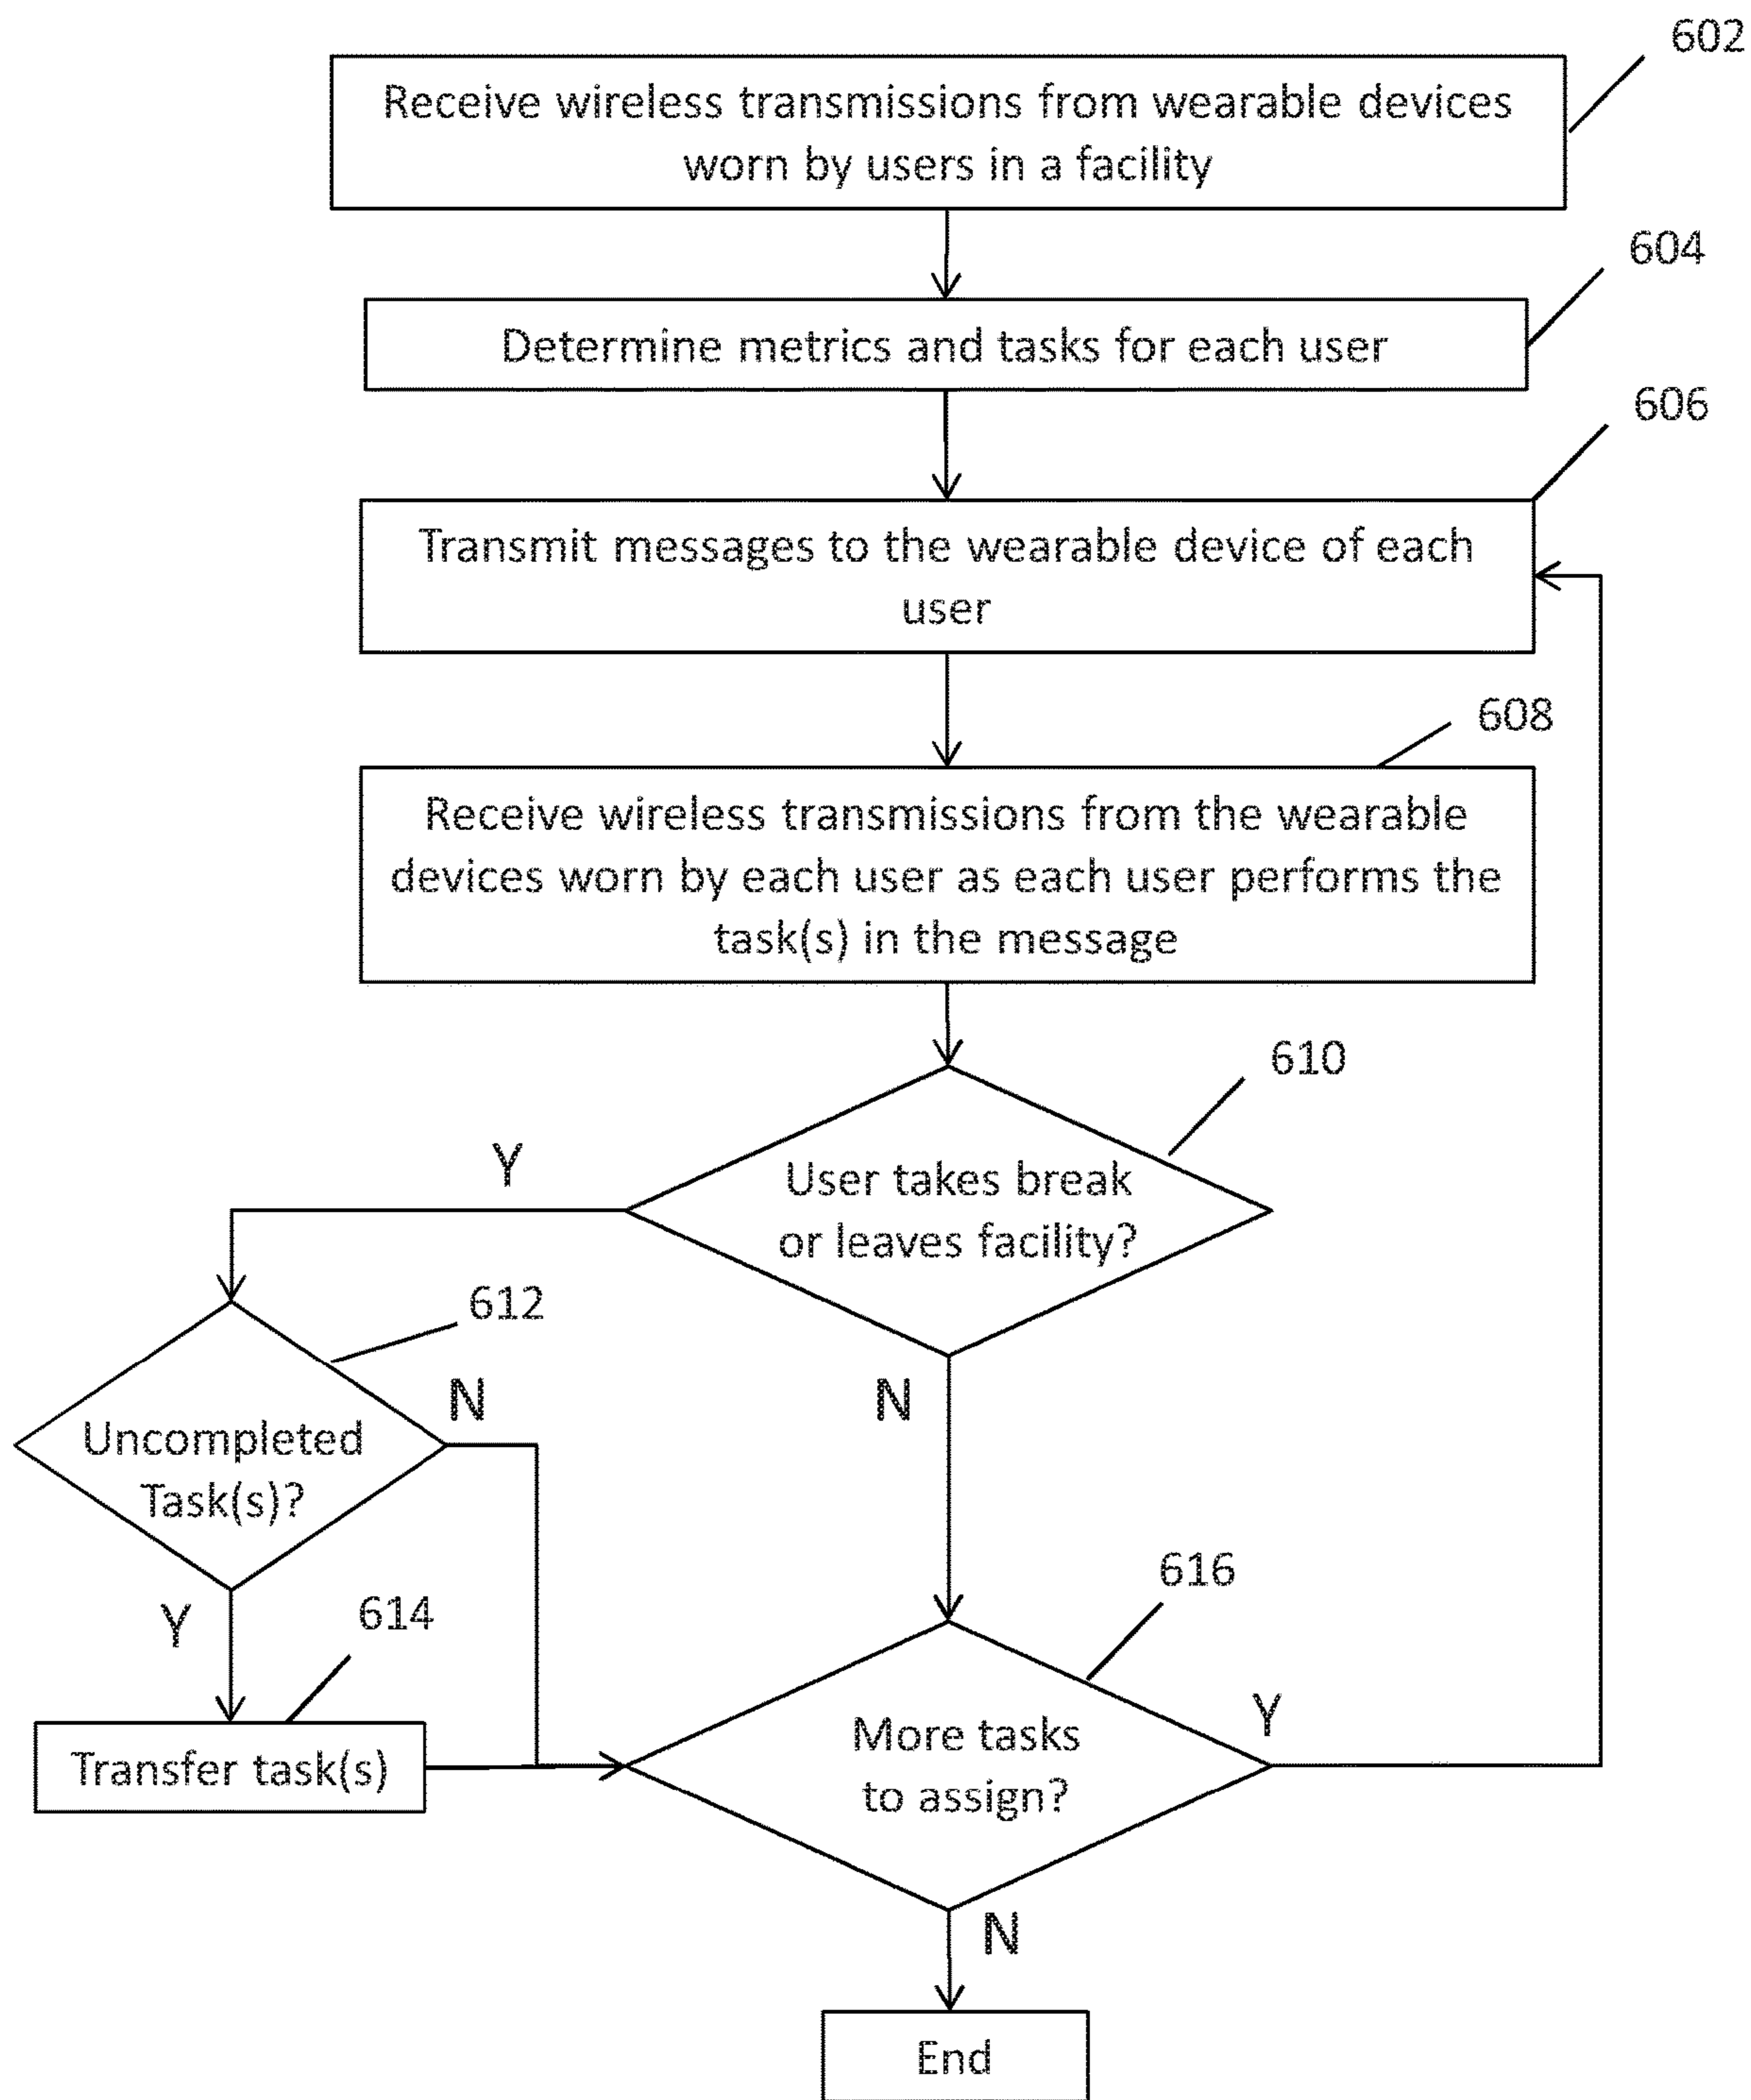 602
Receive wireless transmissions from wearable devices
worn by users in a facility
604
Determine metrics and tasks for each user
606
Transmit messages to the wearable device of each
user
608
Receive wireless transmissions from the wearable
devices worn by each user as each user performs the
task(s) in the message
610
User takes break
or leaves facility?
Y
N
612
Uncompleted
Task(s)?
N
Y
614
Transfer task(s)
616
More tasks
to assign?
Y
N
End